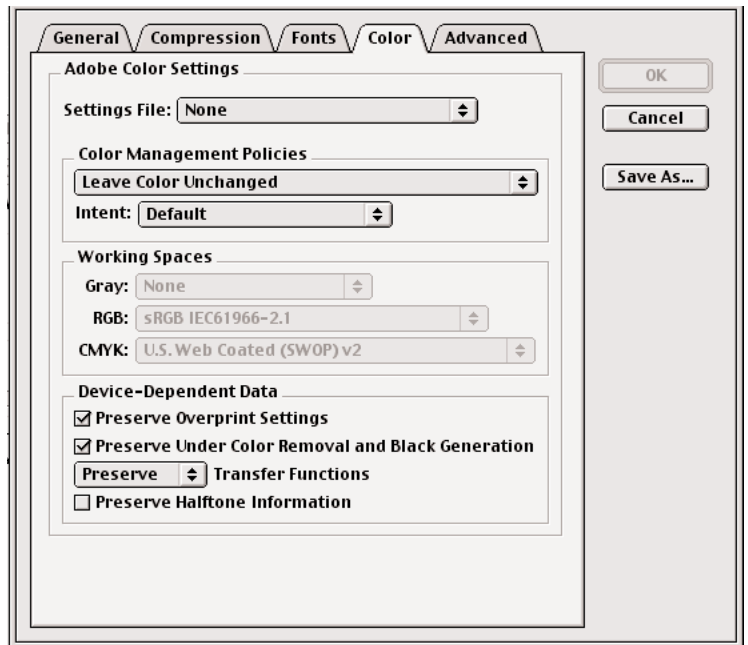 General Compression Fonts Color Advanced
Adobe Color Settings
OK
Settings File: None
Cancel
Color Management Policies
Leave Color Unchanged
Save As...
Intent: Default
Working Spaces
Gray: None
RGB: sRGB IEC61966-2.1
CMYK: U.S. Web Coated (SWOP) v2
Device-Dependent Data
Preserve Overprint Settings
Preserve Under Color Removal and Black Generation
Preserve Transfer Functions
Preserve Halftone Information